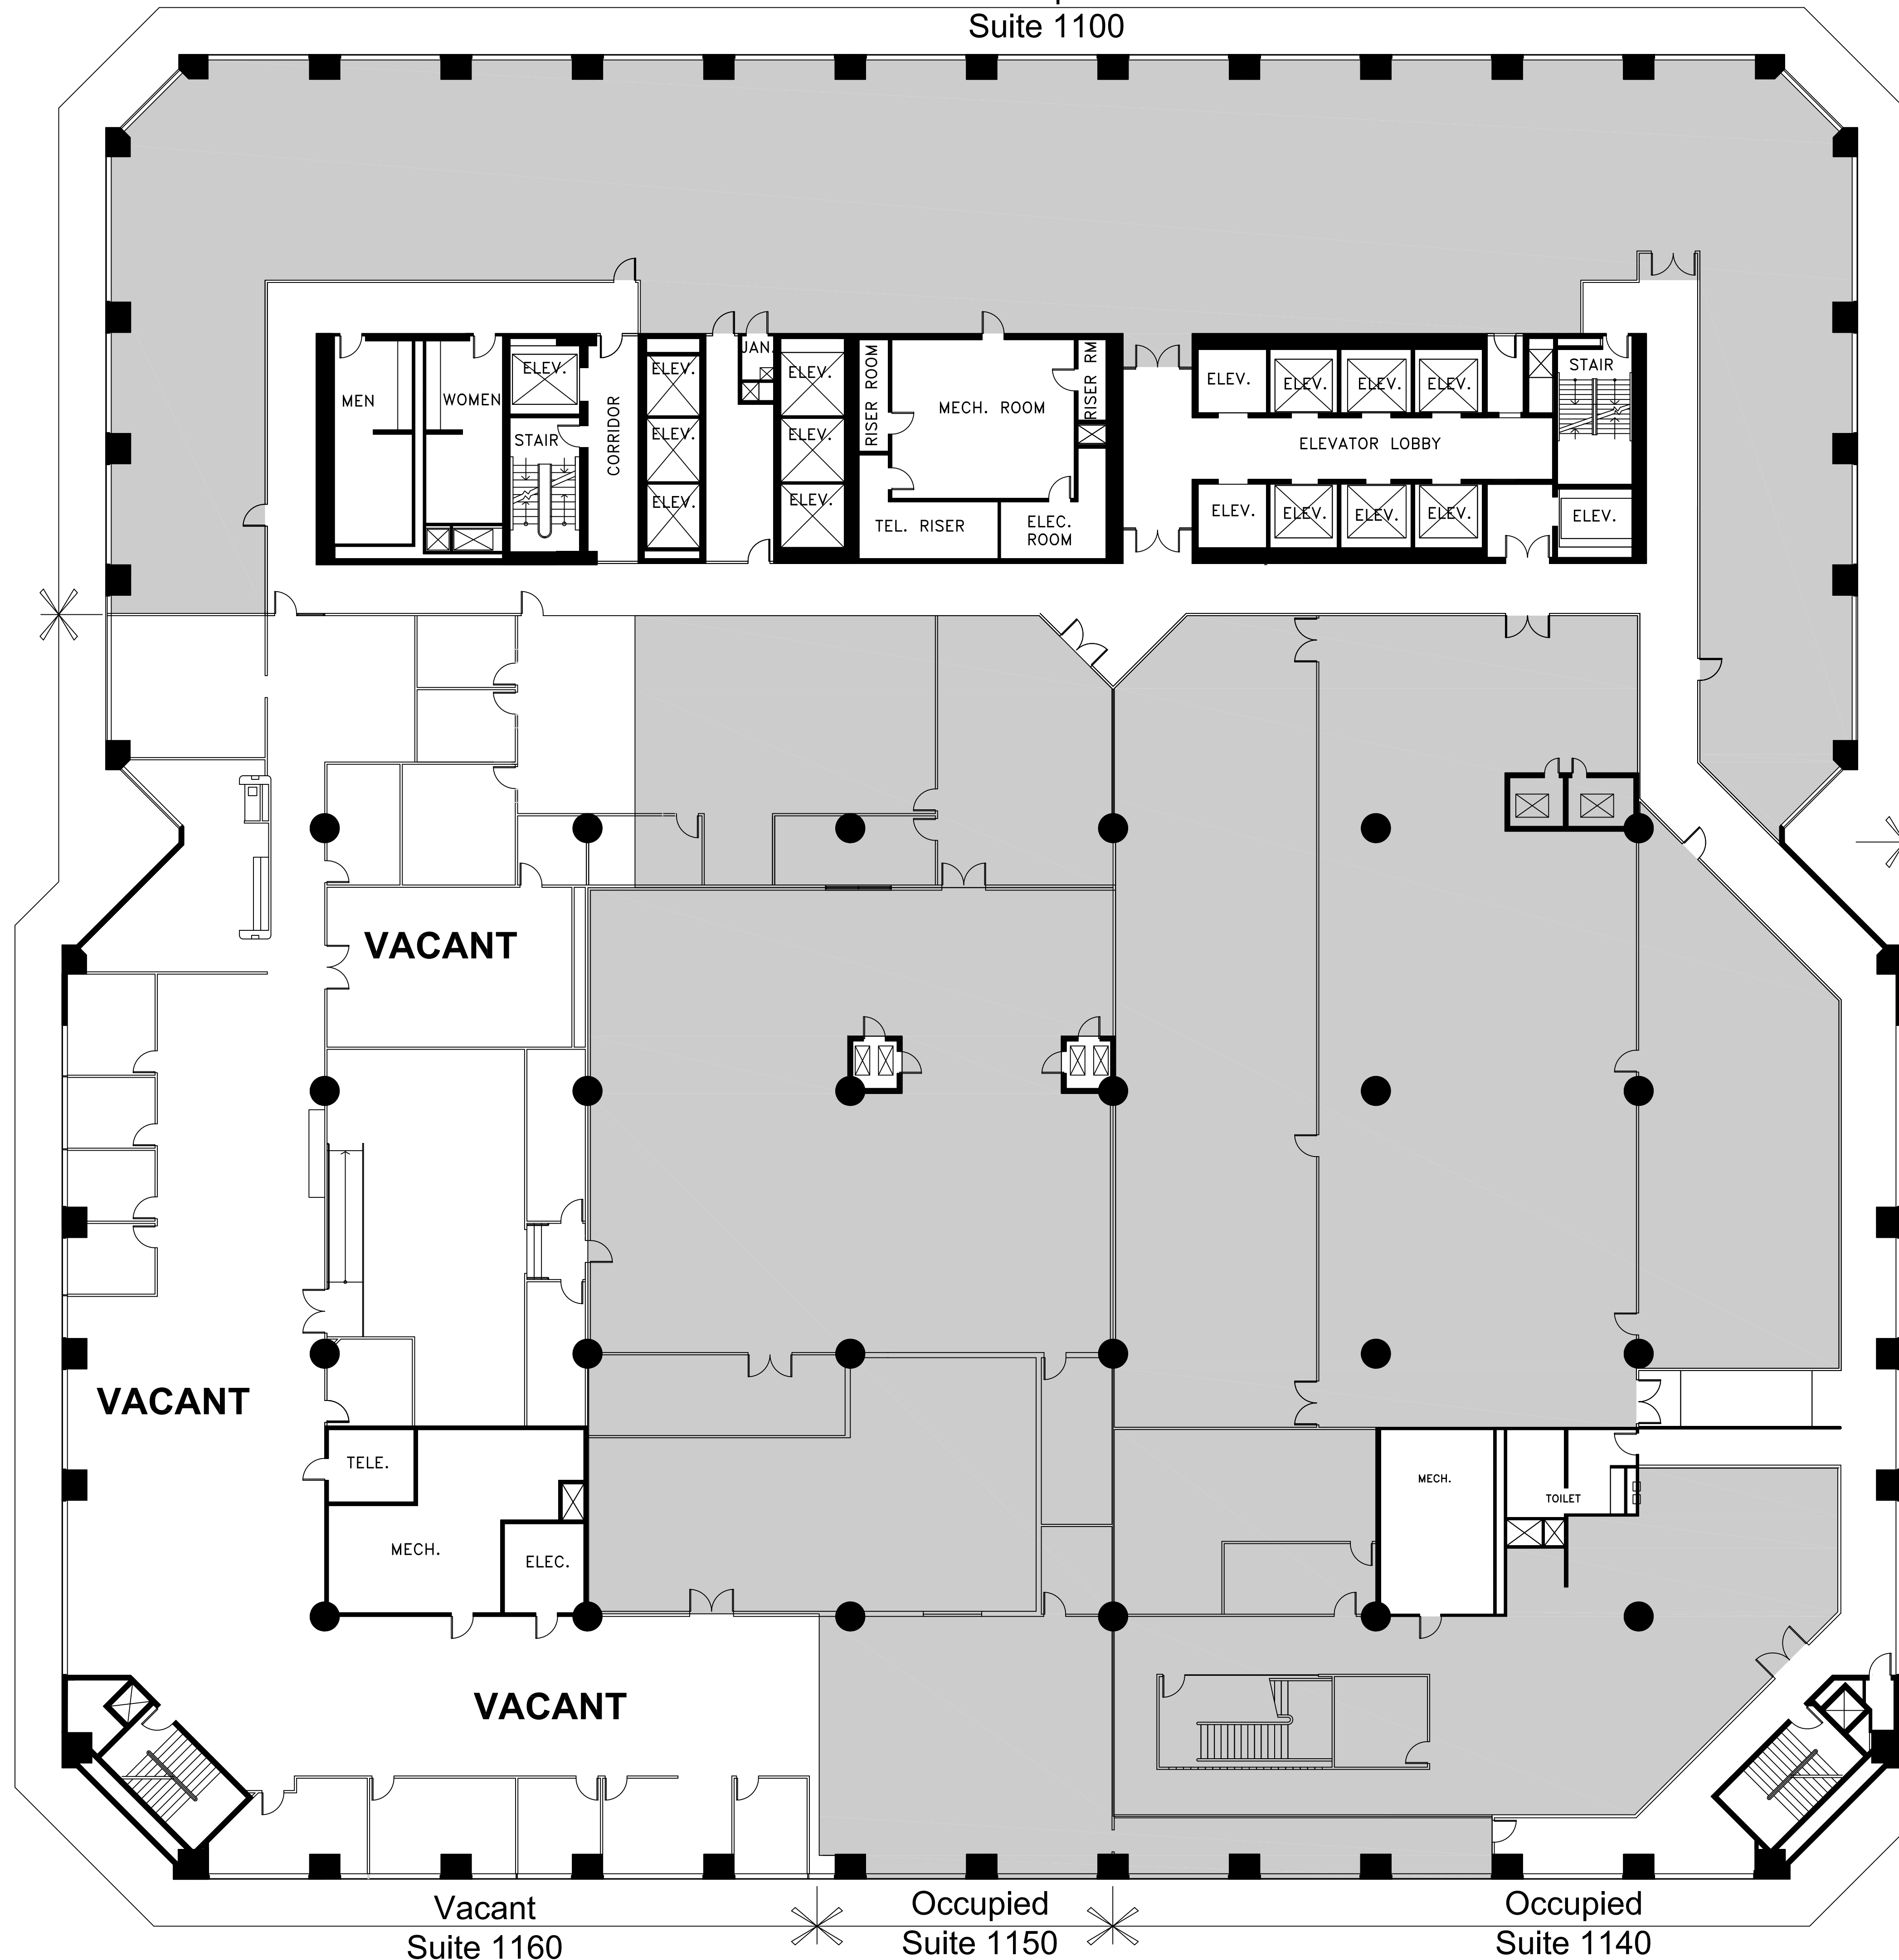 Suite 1100
JAN.
ELEV.
ELEV.
ELEV.
RISER ROOM
RISER RM
ELEV.
ELEV.
ELEV.
ELEV.
STAIR
MEN
WOMEN
MECH. ROOM
CORRIDOR
STAIR
ELEV.
ELEV.
ELEVATOR LOBBY
ELEV.
ELEV.
ELEV.
ELEV.
ELEV.
ELEV.
ELEV.
TEL. RISER
ELEC.
ROOM
VACANT
VACANT
TELE.
MECH.
TOILET
MECH.
ELEC.
VACANT
Vacant
Suite 1160
Occupied
Suite 1150
Occupied
Suite 1140